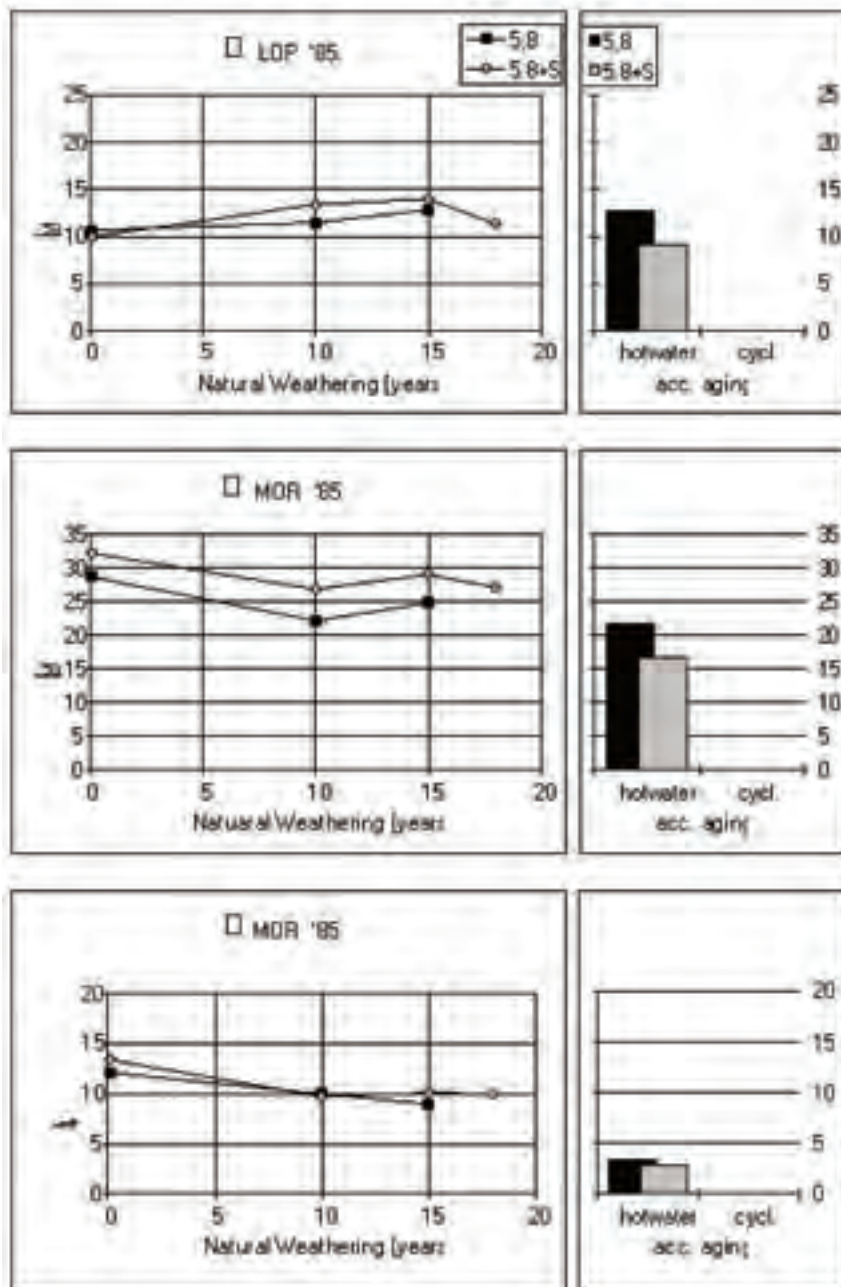 □ LOP '85.
5,8
5.8+S
5,8
5.8+S
25
20
15
10
5
0
0 5 10 15 20
Natural Weathering [years
25
20
15
10
5
0
hotwater cycl.
acc. aging
□ MOR '85
35
30
25
20
15
10
5
0
0 5 10 15 20
Natuaral Weathering [years
35
30
25
20
15
10
5
0
hotwater cycl.
acc. aging
□ MOR '85
20
15
10
5
0
0 5 10 15 20
Natural Weathering [years
20
15
10
5
0
hotwater cycl.
acc. aging